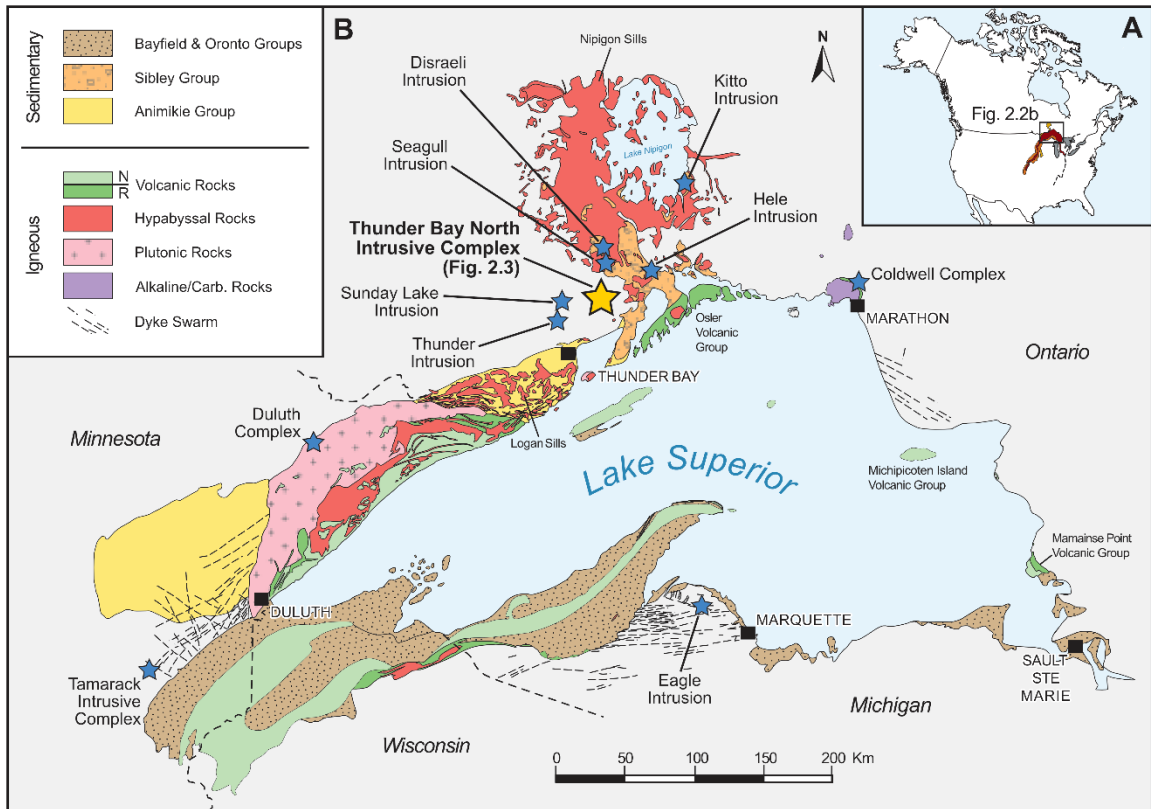 Sedimentary
Bayfield & Oronto Groups
Sibley Group
Animikie Group
Igneous
N
R
Volcanic Rocks
Hypabyssal Rocks
Plutonic Rocks
Alkaline/Carb. Rocks
Dyke Swarm
B
N
A
Fig. 2.2b
Nipigon Sills
Disraeli
Intrusion
Kitto
Intrusion
Lake Nipigon
Seagull
Intrusion
Hele
Intrusion
Thunder Bay North
Intrusive Complex
(Fig. 2.3)
Sunday Lake
Intrusion
Thunder
Intrusion
Coldwell Complex
MARATHON
Osler
Volcanic
Group
Ontario
THUNDER BAY
Logan Sills
Duluth
Complex
Minnesota
Lake Superior
Michipicoten Island
Volcanic Group
Mamainse Point
Volcanic Group
DULUTH
MARQUETTE
SAULT
STE
MARIE
Eagle
Intrusion
Tamarack
Intrusive
Complex
Michigan
Wisconsin
0 50 100 150 200 Km